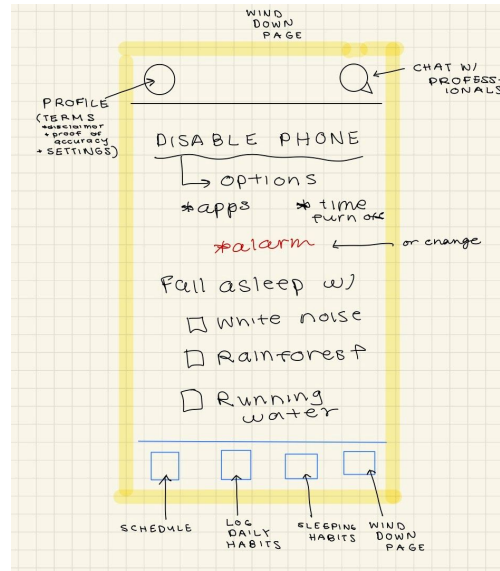 WIND
DOWN
PAGE
CHAT W/
PROFESS-
IONALS
PROFILE
(TERMS
*disclaimor
+ proof of
accuracy
+ SETTINGS)
DISABLE PHONE
options
*apps * time
turn off
*alarm or change
Fall asleep w/
White noise
Rainforest
Running
water
SCHEDULE
LOG
DAILY
HABITS
SLEEPING
HABITS
WIND
DOWN
PAGE